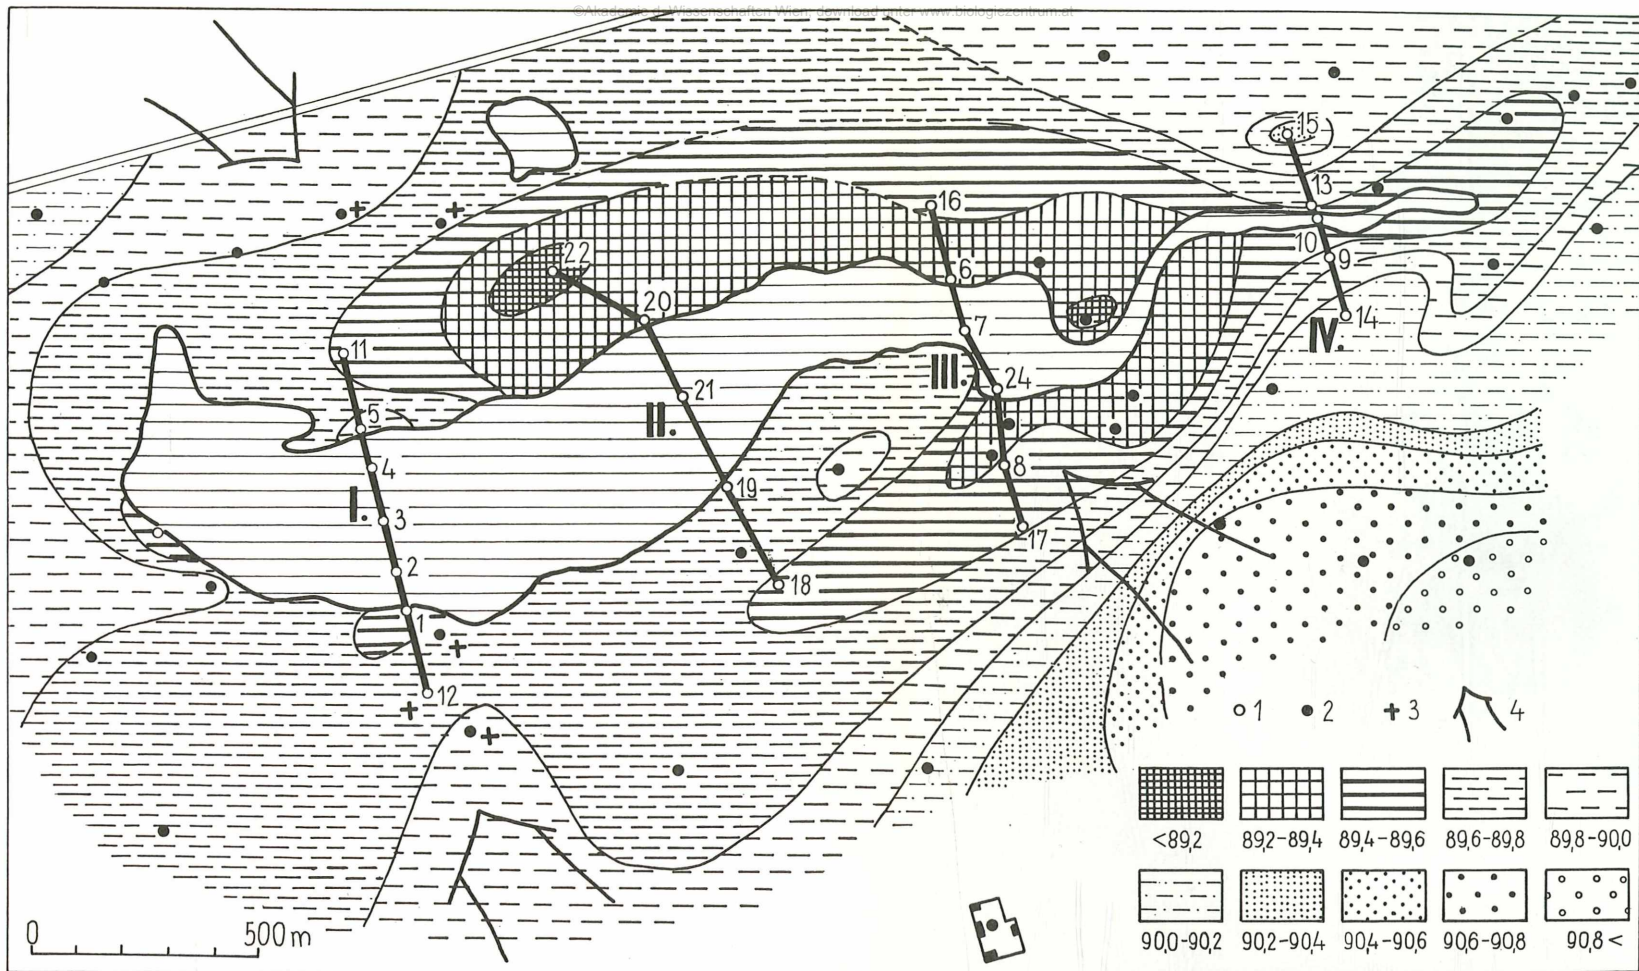 ©Akademie d. Wissenschaften Wien; download unter www.biologiezentrum.at
15
13
16
10
9
22
6
20
7
14
IV.
11
III.
24
21
5
II.
4
8
19
I.
3
17
2
18
1
12
1 2 3 4
<89,2 89,2-89,4 89,4-89,6 89,6-89,8 89,8-90,0
0 500m
90,0-90,2 90,2-90,4 90,4-90,6 90,6-90,8 90,8<